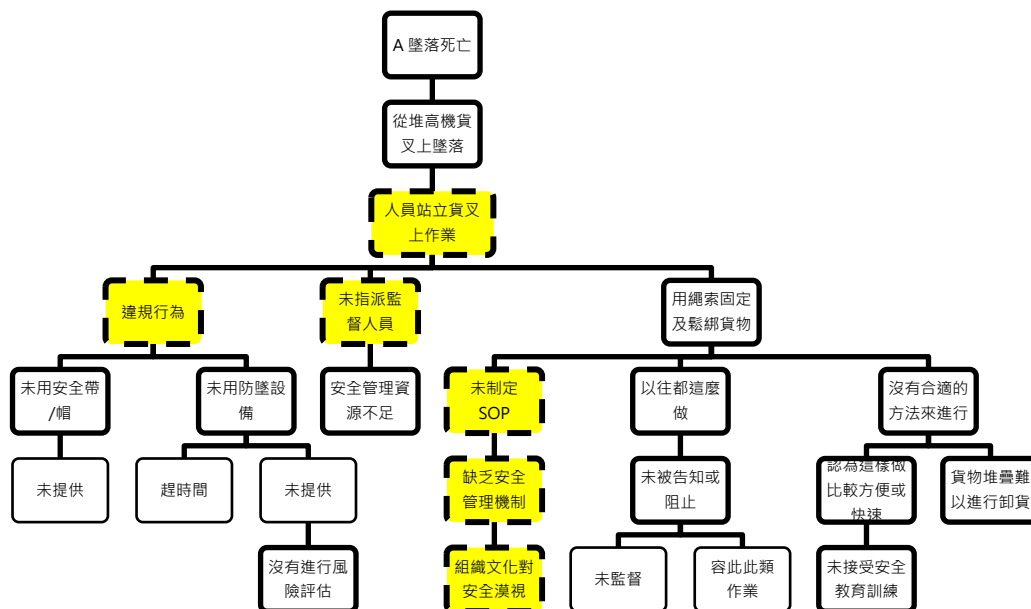 A 墜落死亡
從堆高機貨
叉上墜落
人員站立貨叉
上作業
違規行為
未指派監
督人員
用繩索固定
及鬆綁貨物
未用安全帶
/帽
未用防墜設
備
安全管理資
源不足
未制定
SOP
以往都這麼
做
沒有合適的
方法來進行
未提供
趕時間
未提供
缺乏安全
管理機制
未被告知或
阻止
認為這樣做
比較方便或
快速
貨物堆疊難
以進行卸貨
沒有進行風
險評估
組織文化對
安全漠視
未監督
容此此類
作業
未接受安全
教育訓練